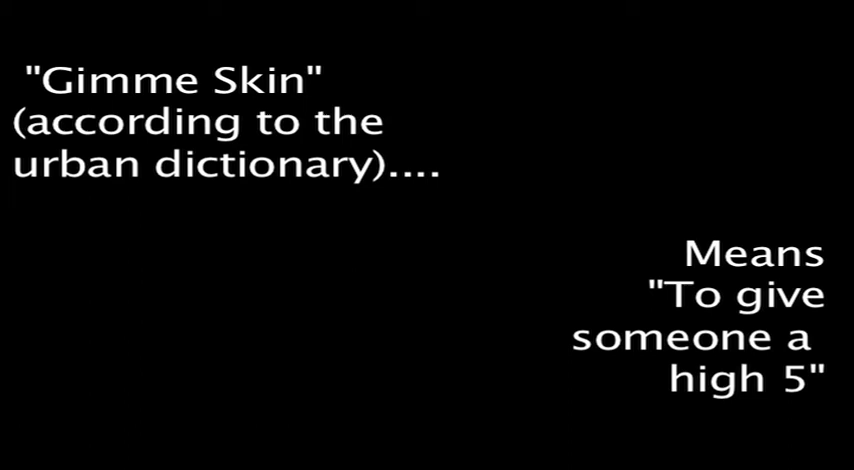 "Gimme Skin"
(according to the
urban dictionary)....
Means
"To give
someone a
high 5"